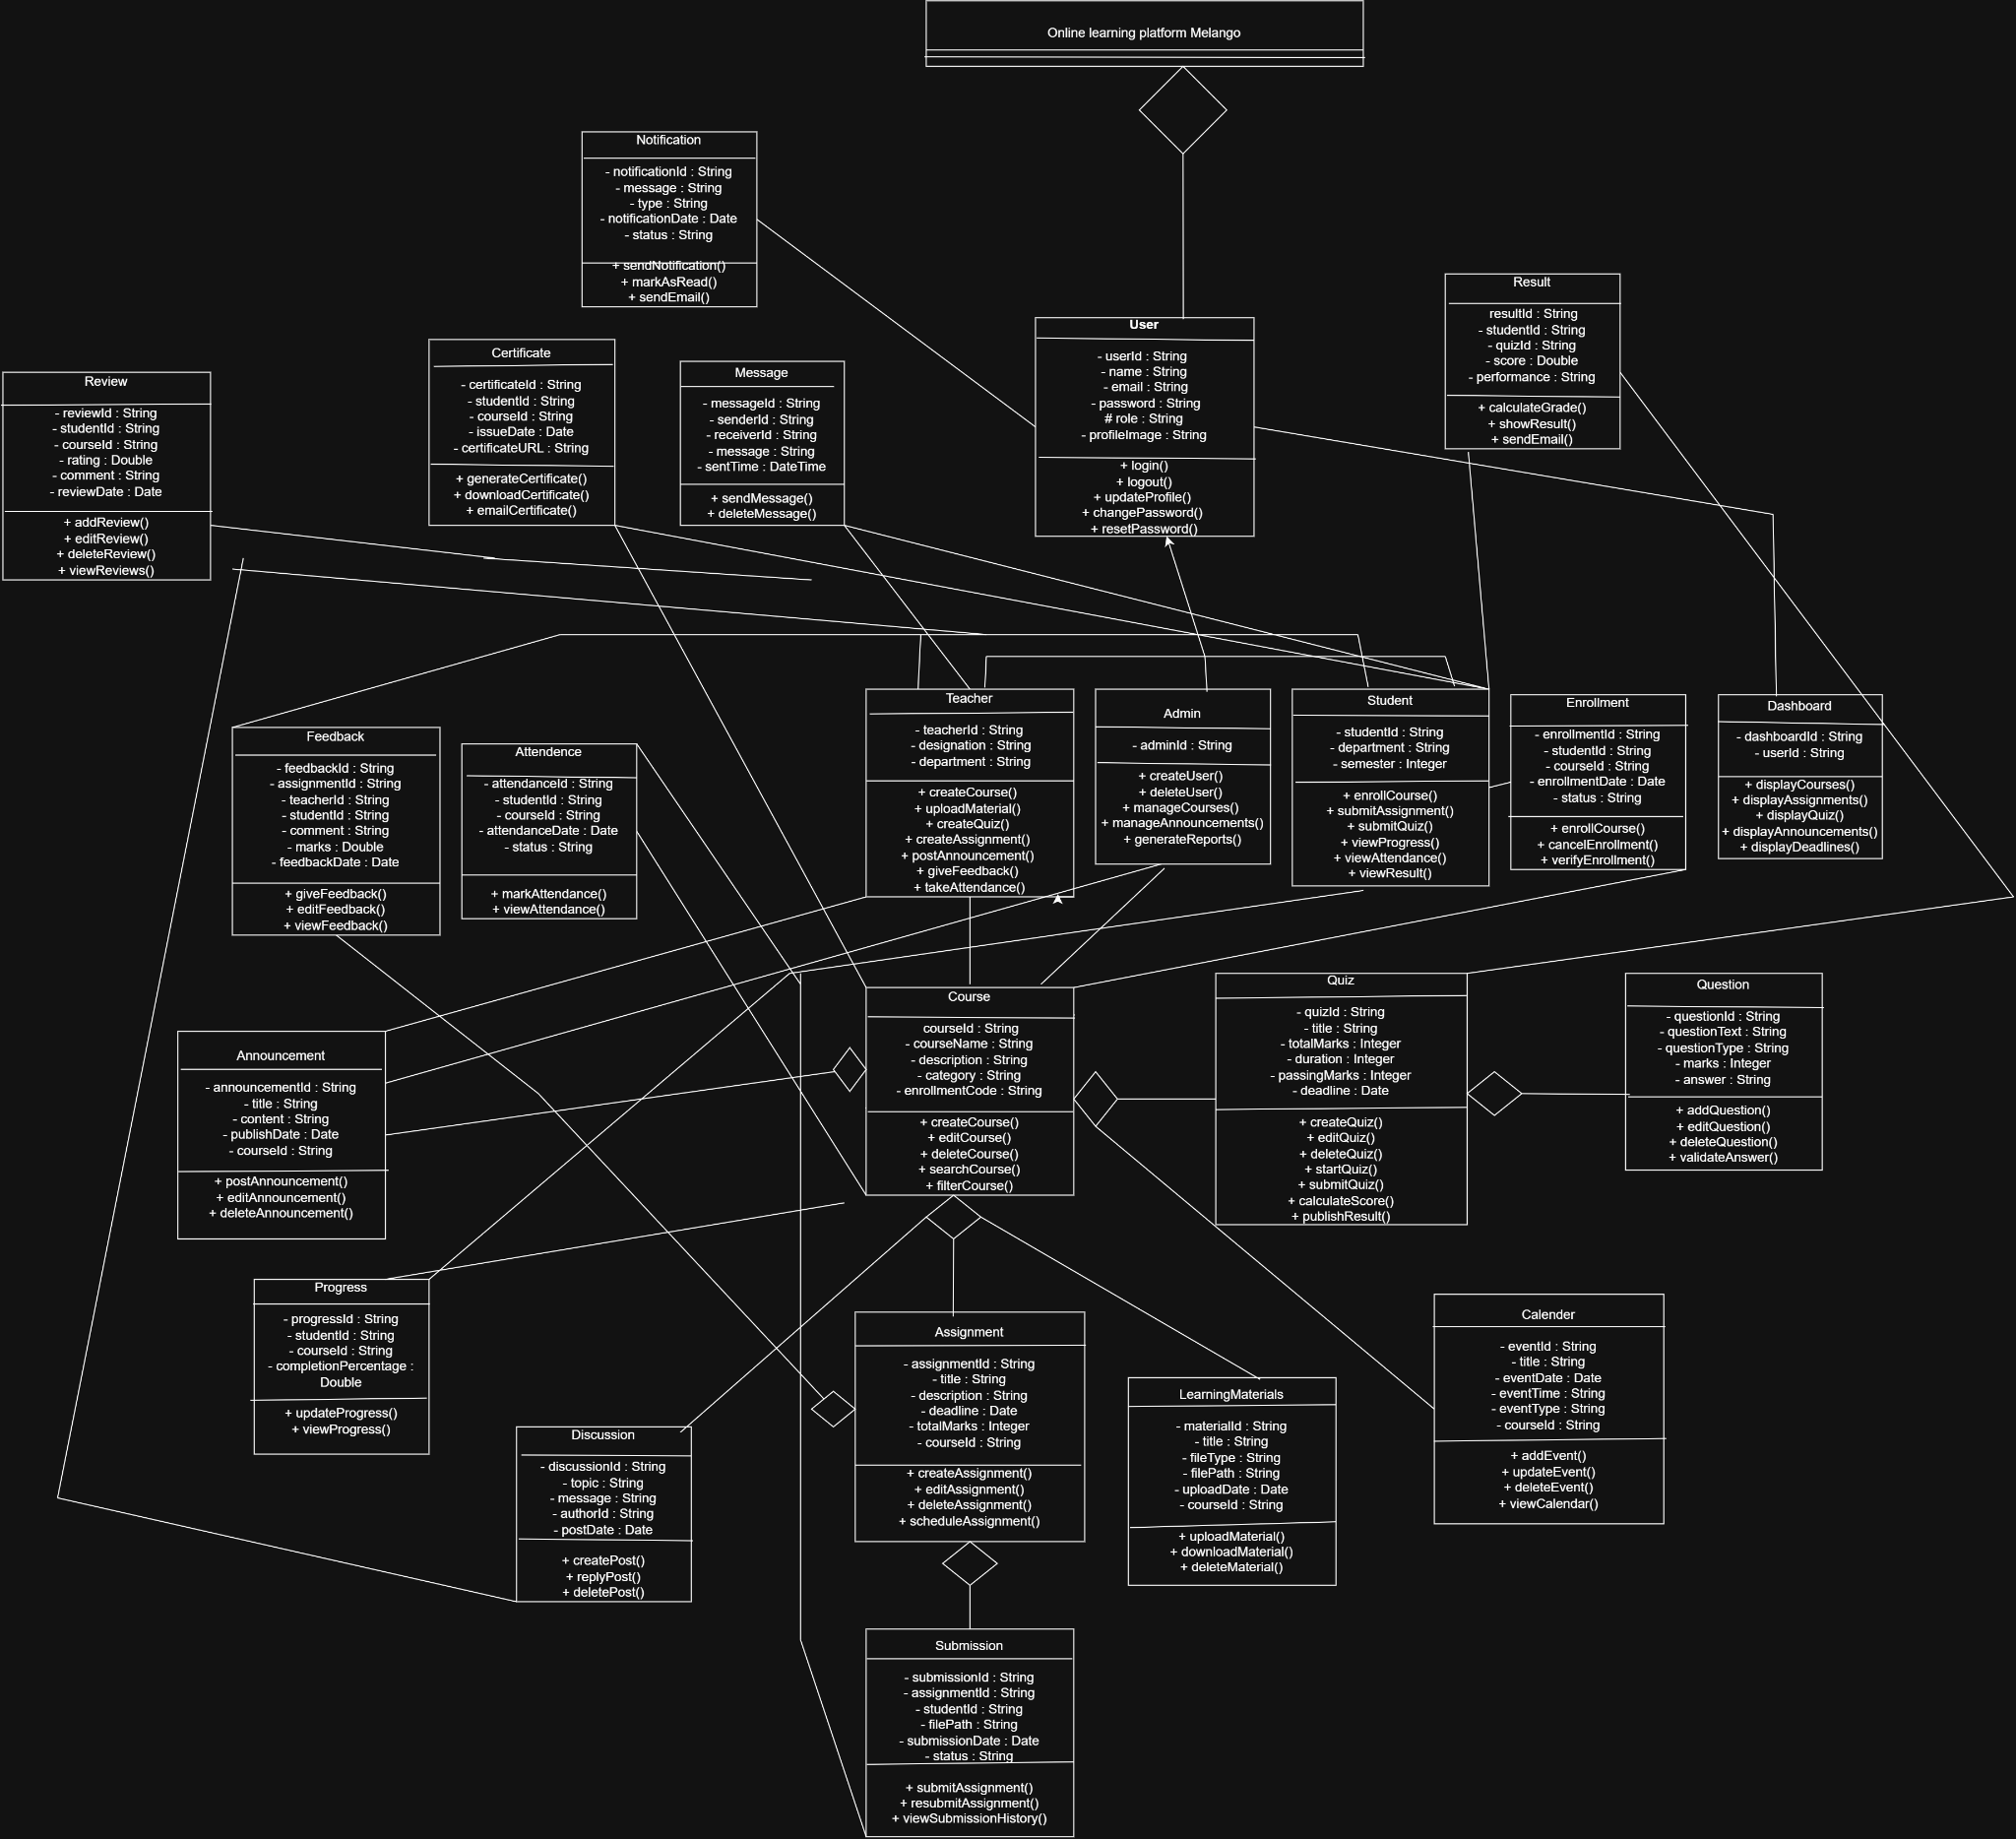 Online learning platform Melango
Notification
- notificationId : String
- message : String
- type : String
- notificationDate : Date
- status : String
+ sendNotification()
+ markAsRead()
+ sendEmail()
Result
resultId : String
- studentId : String
- quizId : String
- score : Double
- performance : String
+ calculateGrade()
+ showResult()
+ sendEmail()
User
- userId : String
- name : String
- email : String
- password : String
# role : String
- profileImage : String
+ login()
+ logout()
+ updateProfile()
+ changePassword()
+ resetPassword()
Certificate
- certificateId : String
- studentId : String
- courseId : String
- issueDate : Date
- certificateURL : String
+ generateCertificate()
+ downloadCertificate()
+ emailCertificate()
Message
- messageId : String
- senderId : String
- receiverId : String
- message : String
- sentTime : DateTime
+ sendMessage()
+ deleteMessage()
Review
- reviewId : String
- studentId : String
- courseId : String
- rating : Double
- comment : String
- reviewDate : Date
+ addReview()
+ editReview()
+ deleteReview()
+ viewReviews()
Teacher
- teacherId : String
- designation : String
- department : String
+ createCourse()
+ uploadMaterial()
+ createQuiz()
+ createAssignment()
+ postAnnouncement()
+ giveFeedback()
+ takeAttendance()
Admin
- adminId : String
+ createUser()
+ deleteUser()
+ manageCourses()
+ manageAnnouncements()
+ generateReports()
Student
- studentId : String
- department : String
- semester : Integer
+ enrollCourse()
+ submitAssignment()
+ submitQuiz()
+ viewProgress()
+ viewAttendance()
+ viewResult()
Enrollment
- enrollmentId : String
- studentId : String
- courseId : String
- enrollmentDate : Date
- status : String
+ enrollCourse()
+ cancelEnrollment()
+ verifyEnrollment()
Dashboard
- dashboardId : String
- userId : String
+ displayCourses()
+ displayAssignments()
+ displayQuiz()
+ displayAnnouncements()
+ displayDeadlines()
Feedback
- feedbackId : String
- assignmentId : String
- teacherId : String
- studentId : String
- comment : String
- marks : Double
- feedbackDate : Date
+ giveFeedback()
+ editFeedback()
+ viewFeedback()
Attendence
- attendanceId : String
- studentId : String
- courseId : String
- attendanceDate : Date
- status : String
+ markAttendance()
+ viewAttendance()
Course
courseId : String
- courseName : String
- description : String
- category : String
- enrollmentCode : String
+ createCourse()
+ editCourse()
+ deleteCourse()
+ searchCourse()
+ filterCourse()
Quiz
- quizId : String
- title : String
- totalMarks : Integer
- duration : Integer
- passingMarks : Integer
- deadline : Date
+ createQuiz()
+ editQuiz()
+ deleteQuiz()
+ startQuiz()
+ submitQuiz()
+ calculateScore()
+ publishResult()
Question
- questionId : String
- questionText : String
- questionType : String
- marks : Integer
- answer : String
+ addQuestion()
+ editQuestion()
+ deleteQuestion()
+ validateAnswer()
Announcement
- announcementId : String
- title : String
- content : String
- publishDate : Date
- courseId : String
+ postAnnouncement()
+ editAnnouncement()
+ deleteAnnouncement()
Progress
- progressId : String
- studentId : String
- courseId : String
- completionPercentage :
Double
+ updateProgress()
+ viewProgress()
Assignment
- assignmentId : String
- title : String
- description : String
- deadline : Date
- totalMarks : Integer
- courseId : String
+ createAssignment()
+ editAssignment()
+ deleteAssignment()
+ scheduleAssignment()
Calender
- eventId : String
- title : String
- eventDate : Date
- eventTime : String
- eventType : String
- courseId : String
+ addEvent()
+ updateEvent()
+ deleteEvent()
+ viewCalendar()
LearningMaterials
- materialId : String
- title : String
- fileType : String
- filePath : String
- uploadDate : Date
- courseId : String
+ uploadMaterial()
+ downloadMaterial()
+ deleteMaterial()
Discussion
- discussionId : String
- topic : String
- message : String
- authorId : String
- postDate : Date
+ createPost()
+ replyPost()
+ deletePost()
Submission
- submissionId : String
- assignmentId : String
- studentId : String
- filePath : String
- submissionDate : Date
- status : String
+ submitAssignment()
+ resubmitAssignment()
+ viewSubmissionHistory()